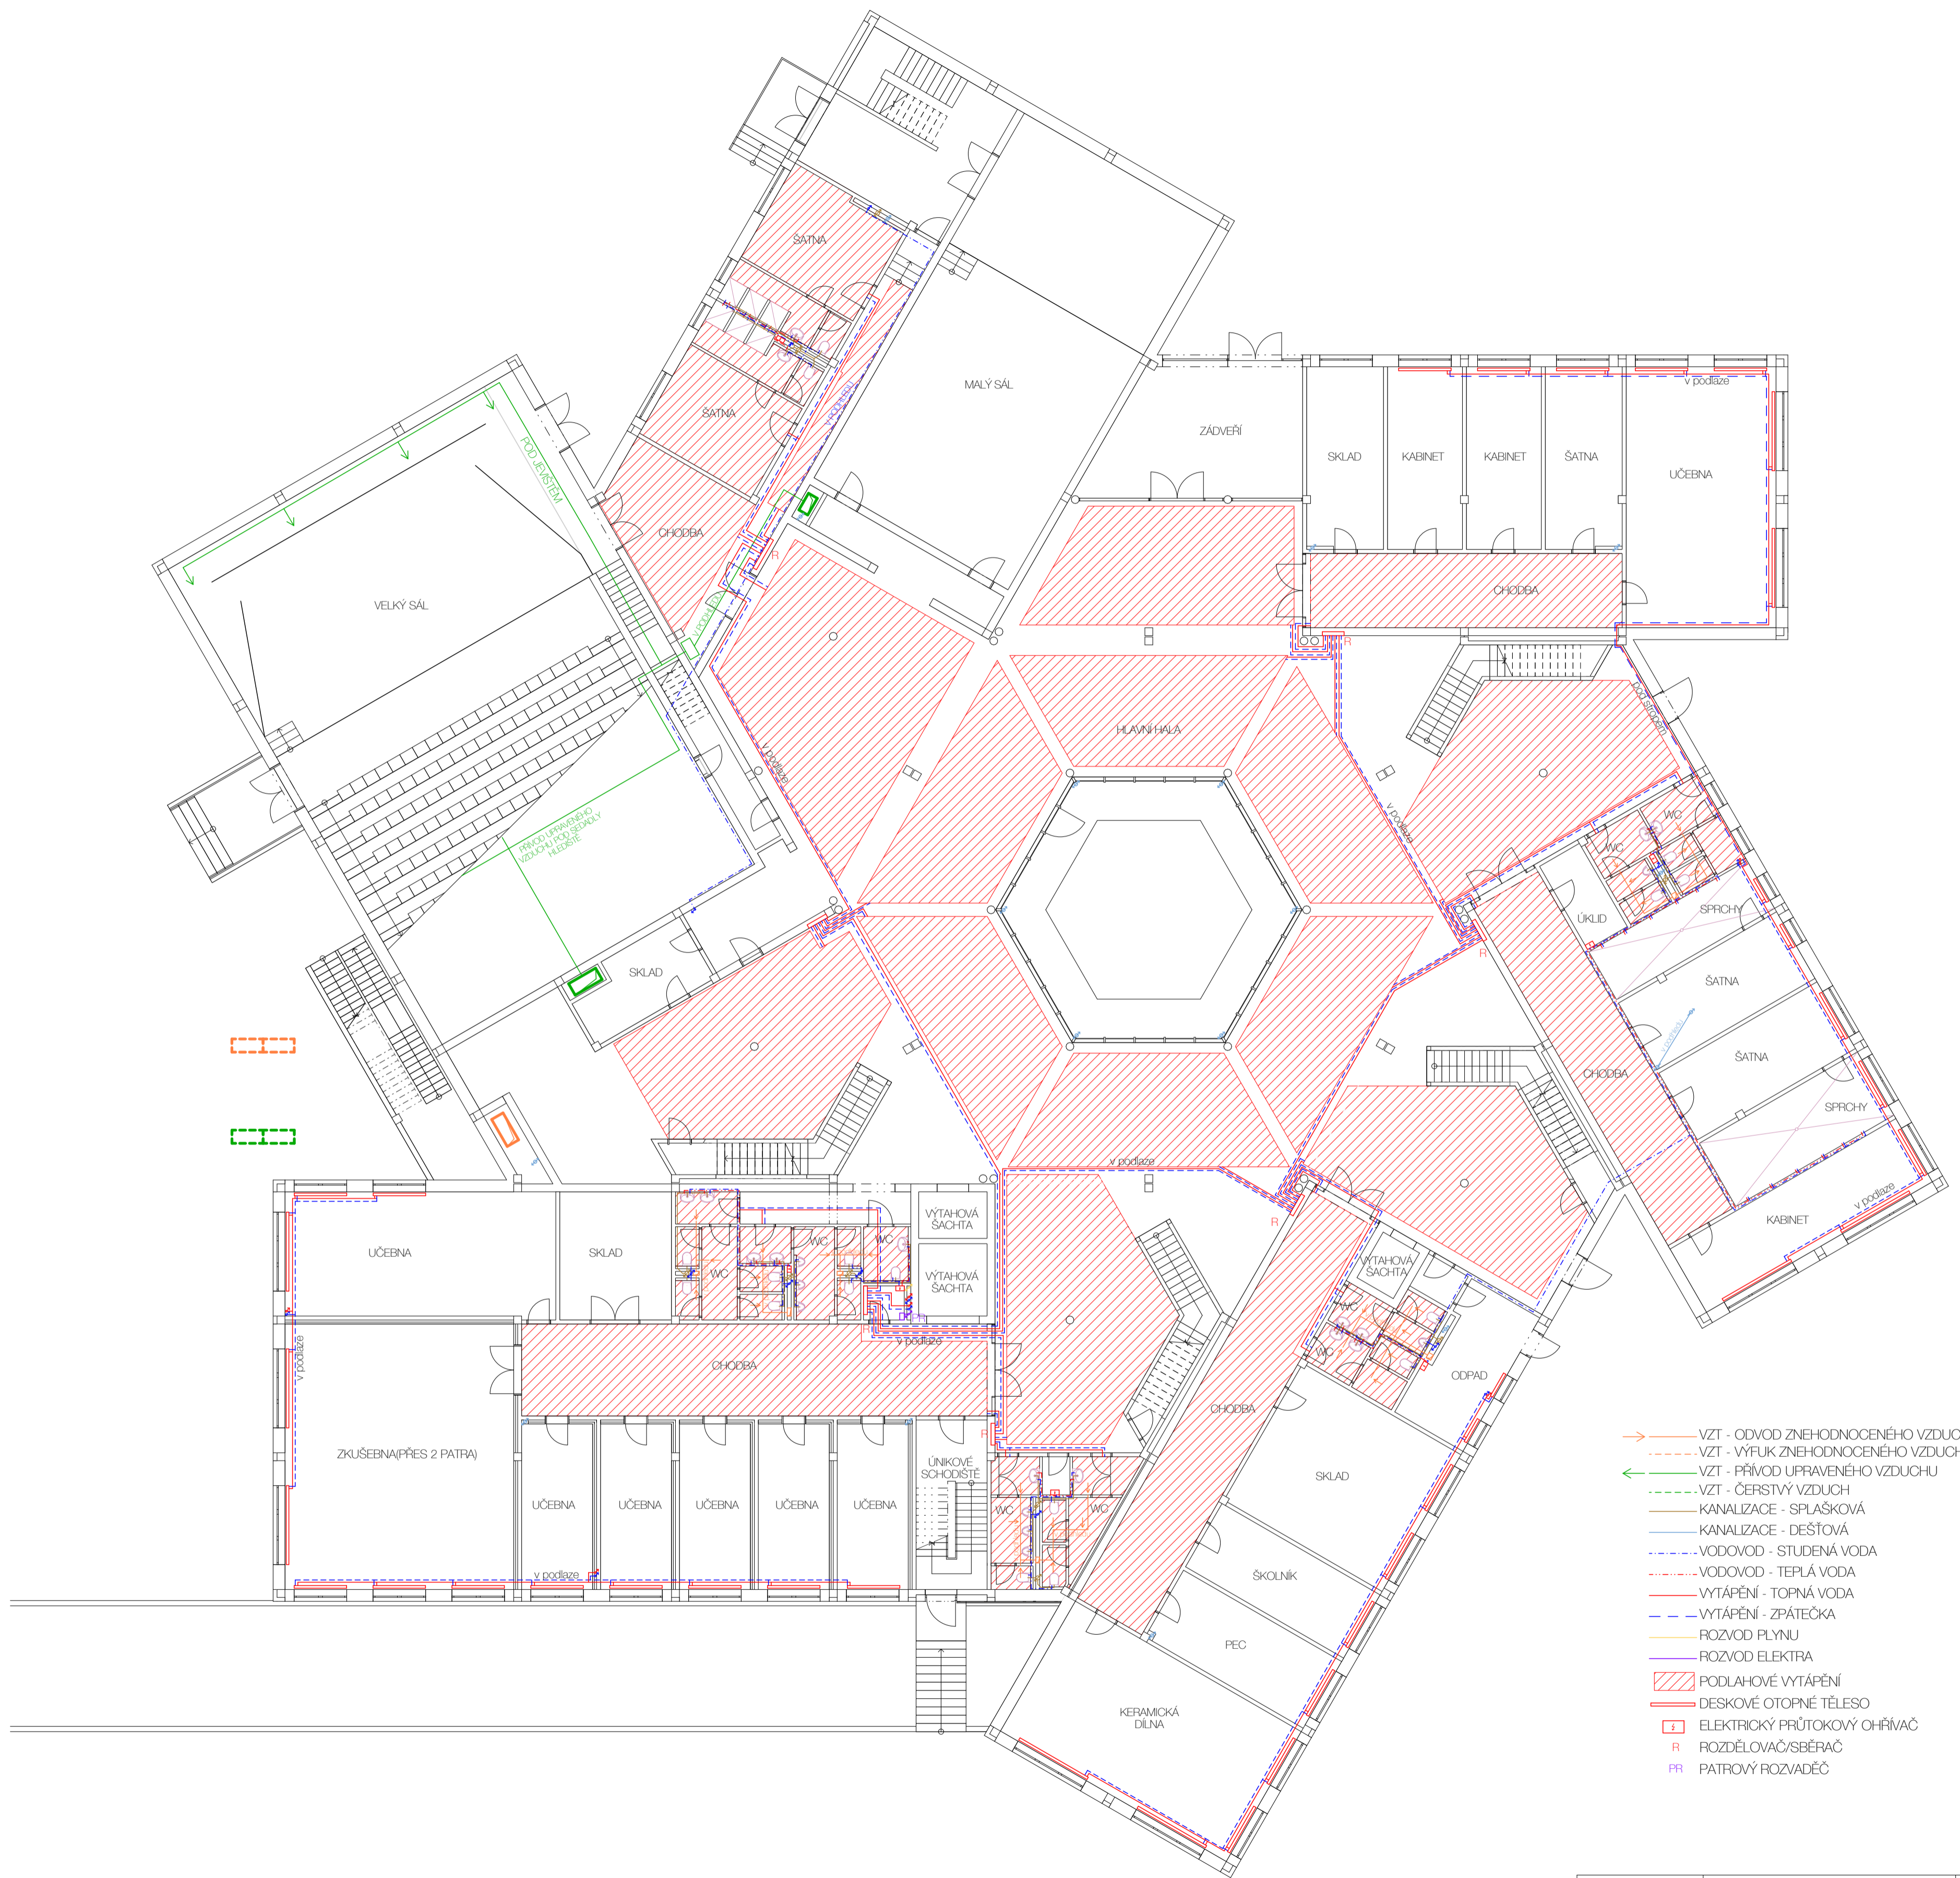 ŠATNA
v PODHLEDU
MALÝ SÁL
ŠATNA
v podlaze
ZÁDVEŘÍ
SKLAD
KABINET
KABINET
ŠATNA
UČEBNA
POD JEVIŠTĚM
CHODBA
R
CHODBA
VELKÝ SÁL
V PODHLEDU
R
HLAVNÍ HALA
pod stropem
v podlaze
v podlaze
PŘÍVOD UPRAVENÉHO
VZDUCHU POD SEDADLY
HLEDIŠTĚ
WC
WC
ÚKLID
SPRCHY
SKLAD
R
ŠATNA
v podhledu
ŠATNA
CHODBA
SPRCHY
v podlaze
v podlaze
KABINET
R
VÝTAHOVÁ
ŠACHTA
UČEBNA
SKLAD
WC
WC
WC
VÝTAHOVÁ
ŠACHTA
VÝTAHOVÁ
ŠACHTA
PR
R
v podlaze
v podlaze
WC
WC
CHODBA
ODPAD
CHODBA
R
ZKUŠEBNA(PŘES 2 PATRA)
ÚNIKOVÉ
SCHODIŠTĚ
SKLAD
UČEBNA
UČEBNA
UČEBNA
UČEBNA
UČEBNA
WC
WC
v podlaze
ŠKOLNÍK
PEC
KERAMICKÁ
DÍLNA
VZT - ODVOD ZNEHODNOCENÉHO VZDUC
VZT - VÝFUK ZNEHODNOCENÉHO VZDUCH
VZT - PŘÍVOD UPRAVENÉHO VZDUCHU
VZT - ČERSTVÝ VZDUCH
KANALIZACE - SPLAŠKOVÁ
KANALIZACE - DEŠŤOVÁ
VODOVOD - STUDENÁ VODA
VODOVOD - TEPLÁ VODA
VYTÁPĚNÍ - TOPNÁ VODA
VYTÁPĚNÍ - ZPÁTEČKA
ROZVOD PLYNU
ROZVOD ELEKTRA
PODLAHOVÉ VYTÁPĚNÍ
DESKOVÉ OTOPNÉ TĚLESO
ELEKTRICKÝ PRŮTOKOVÝ OHŘÍVAČ
R ROZDĚLOVAČ/SBĚRAČ
PR PATROVÝ ROZVADĚČ